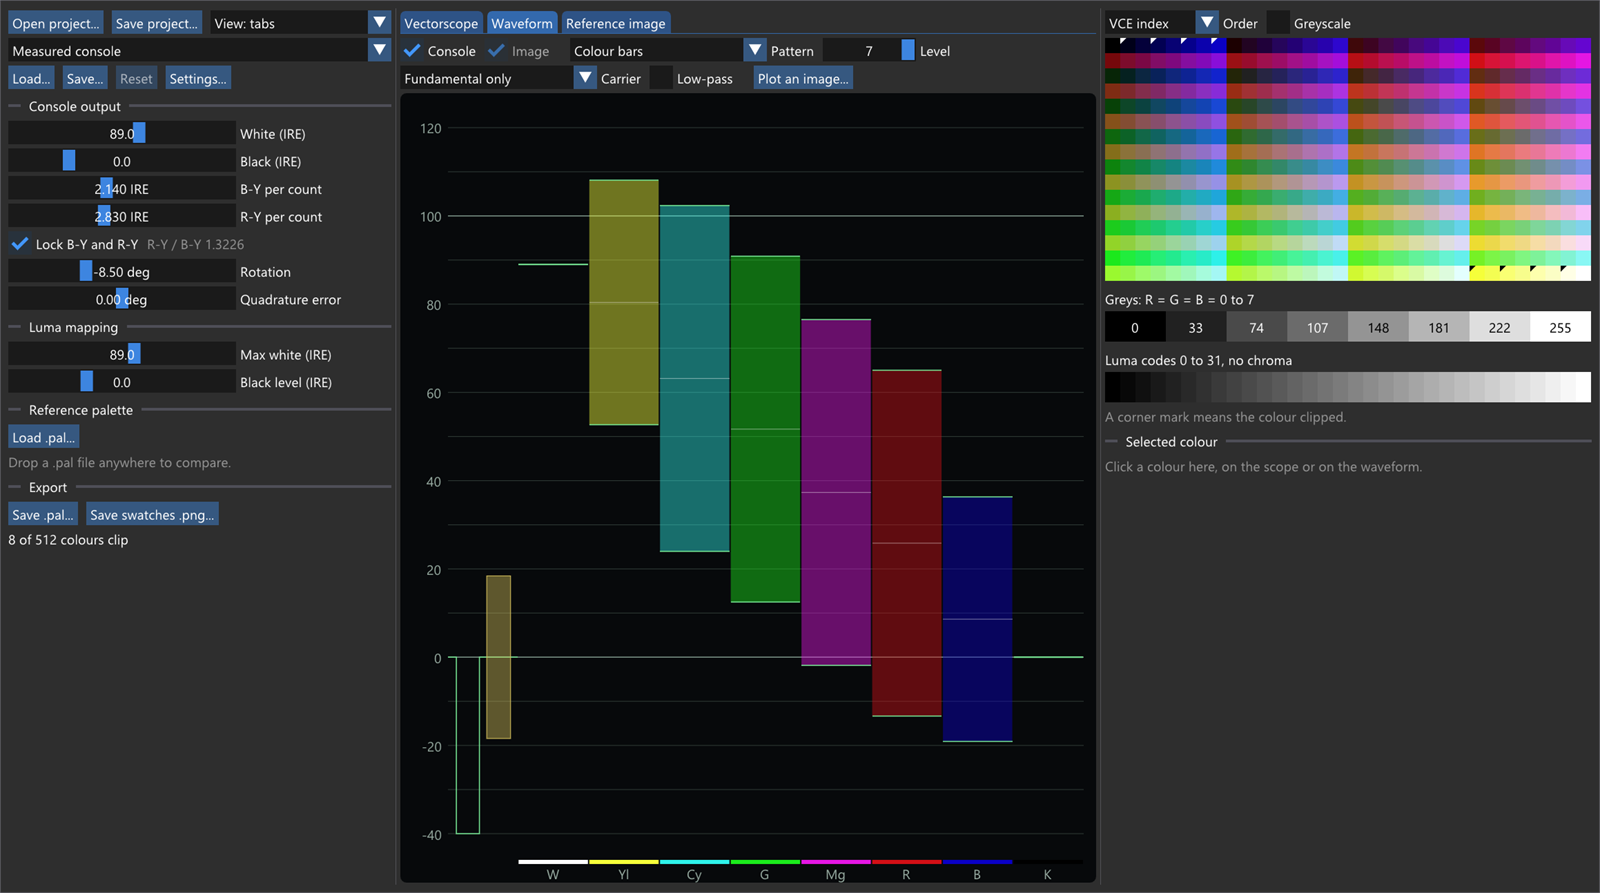 Open project... Save project... View: tabs
Measured console
Load... Save... Reset Settings...
Console output
89.0 White (IRE)
0.0 Black (IRE)
2.140 IRE B-Y per count
2.830 IRE R-Y per count
Lock B-Y and R-Y R-Y / B-Y 1.3226
-8.50 deg Rotation
0.00 deg Quadrature error
Luma mapping
89.0 Max white (IRE)
0.0 Black level (IRE)
Reference palette
Load .pal...
Drop a .pal file anywhere to compare.
Export
Save .pal... Save swatches .png...
8 of 512 colours clip
Vectorscope Waveform Reference image
Console Image Colour bars Pattern 7 Level
Fundamental only Carrier Low-pass Plot an image...
120
100
80
60
40
20
0
-20
-40
W Yl Cy G Mg R B K
VCE index Order Greyscale
Greys: R = G = B = 0 to 7
0 33 74 107 148 181 222 255
Luma codes 0 to 31, no chroma
A corner mark means the colour clipped.
Selected colour
Click a colour here, on the scope or on the waveform.